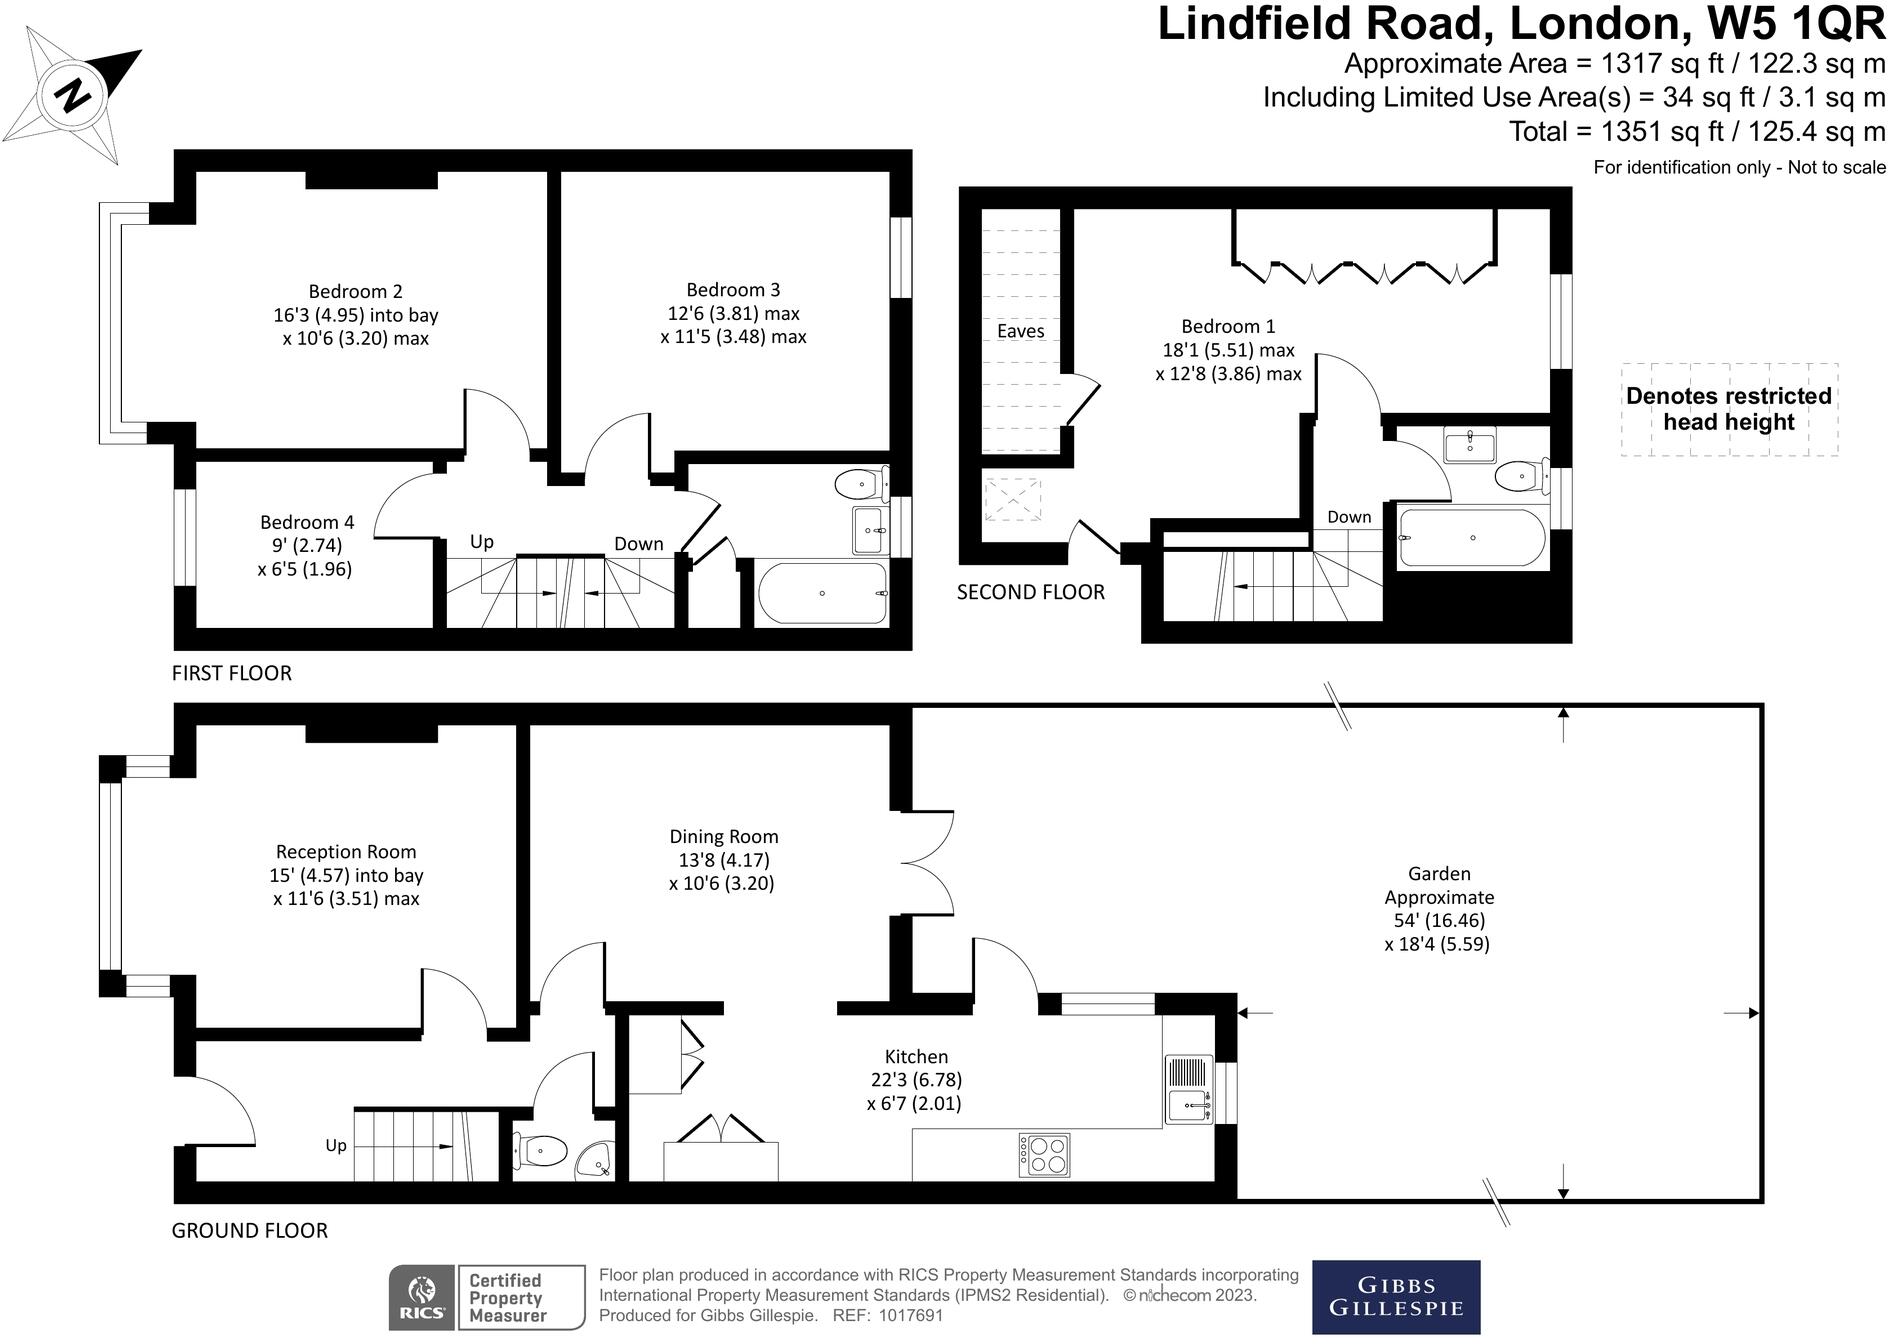 Lindfield Road, London, W5 1QR
Approximate Area = 1317 sq ft / 122.3 sq m
Including Limited Use Area(s) = 34 sq ft / 3.1 sq m
Total = 1351 sq ft / 125.4 sq m
For identification only - Not to scale
N
Bedroom 2
16'3 (4.95) into bay
x 10'6 (3.20) max
Bedroom 3
12'6 (3.81) max
x 11'5 (3.48) max
Bedroom 4
9' (2.74)
x 6'5 (1.96)
Up
Down
FIRST FLOOR
Eaves
Bedroom 1
18'1 (5.51) max
x 12'8 (3.86) max
Down
SECOND FLOOR
Denotes restricted
head height
Reception Room
15' (4.57) into bay
x 11'6 (3.51) max
Dining Room
13'8 (4.17)
x 10'6 (3.20)
Garden
Approximate
54' (16.46)
x 18'4 (5.59)
Kitchen
22'3 (6.78)
x 6'7 (2.01)
Up
GROUND FLOOR
RICS
Certified
Property
Measurer
Floor plan produced in accordance with RICS Property Measurement Standards incorporating
International Property Measurement Standards (IPMS2 Residential). © nichecom 2023.
Produced for Gibbs Gillespie. REF: 1017691
GIBBS
GILLESPIE